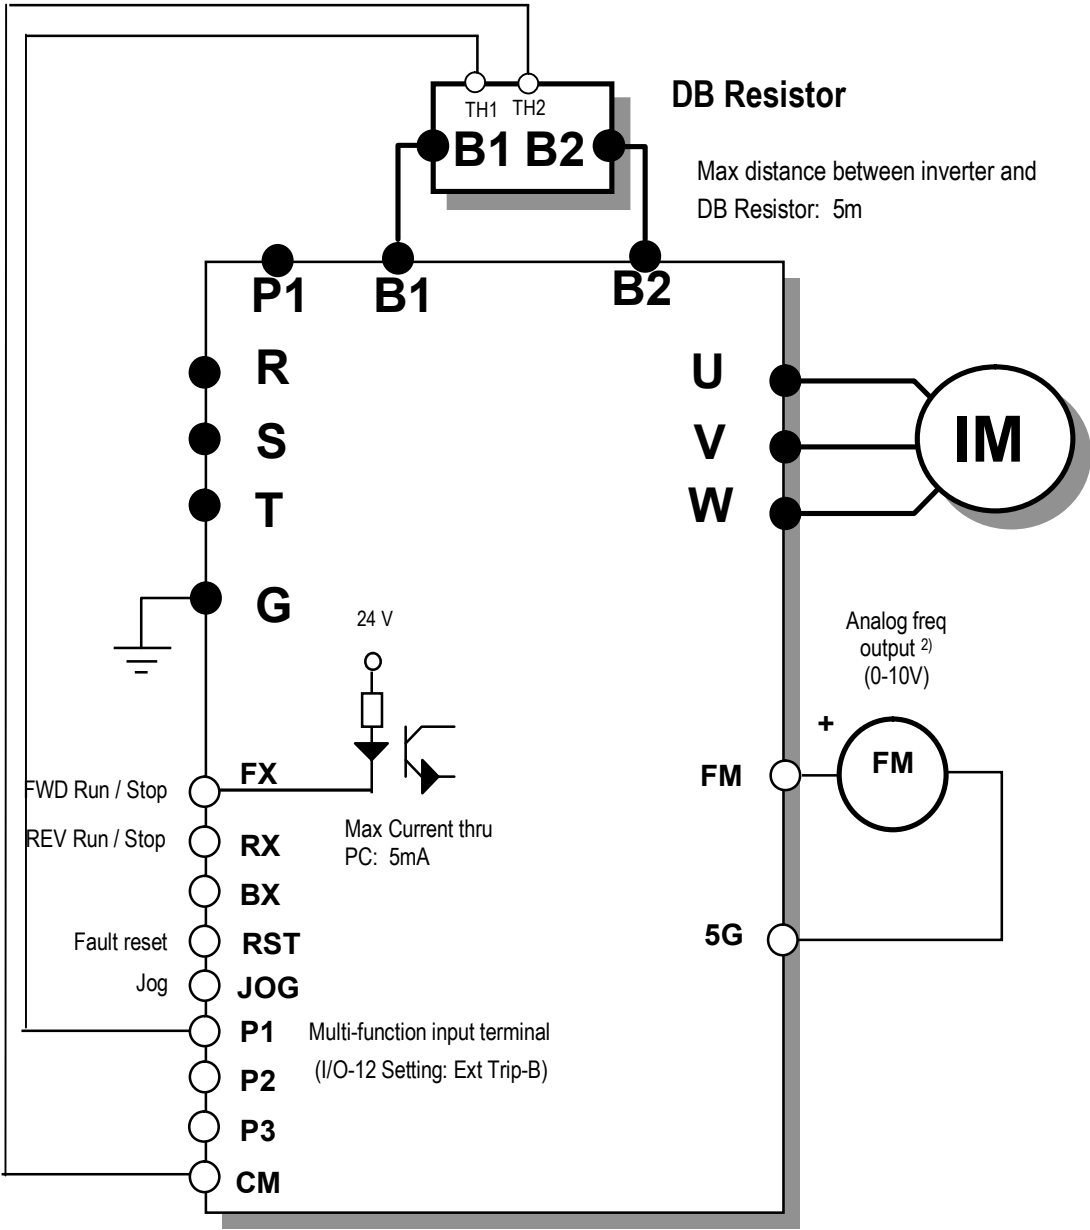 TH1 TH2
B1 B2
DB Resistor
Max distance between inverter and
DB Resistor: 5m
P1
B1
B2
R
S
T
G
U
V
W
IM
24 V
Analog freq
output 2)
(0-10V)
+
FM
FM
5G
FWD Run / Stop
FX
REV Run / Stop
RX
Max Current thru
PC: 5mA
BX
Fault reset
RST
Jog
JOG
P1
Multi-function input terminal
(I/O-12 Setting: Ext Trip-B)
P2
P3
CM